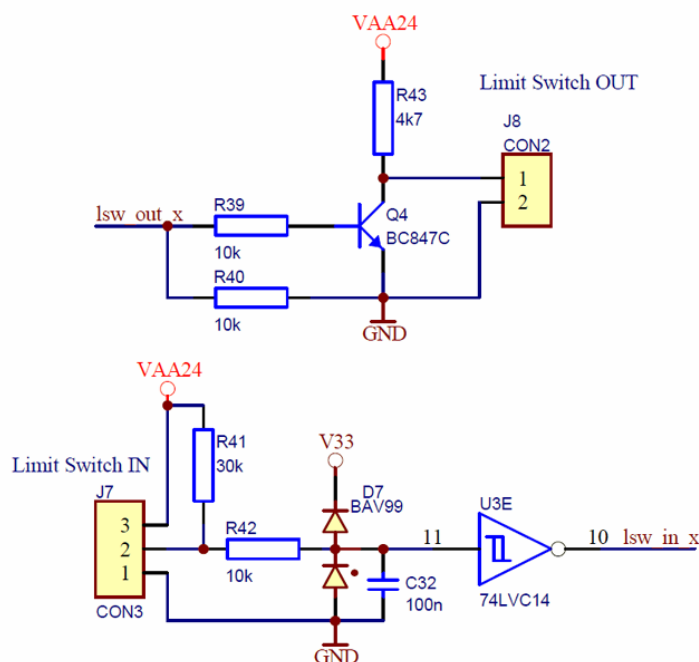 VAA24
R43
4k7
Limit Switch OUT
J8
CON2
1
2
lsw_out_x
R39
10k
Q4
BC847C
R40
10k
GND
VAA24
R41
30k
Limit Switch IN
J7
3
2
1
CON3
R42
10k
V33
D7
BAV99
C32
100n
GND
11
U3E
74LVC14
10
lsw_in_x